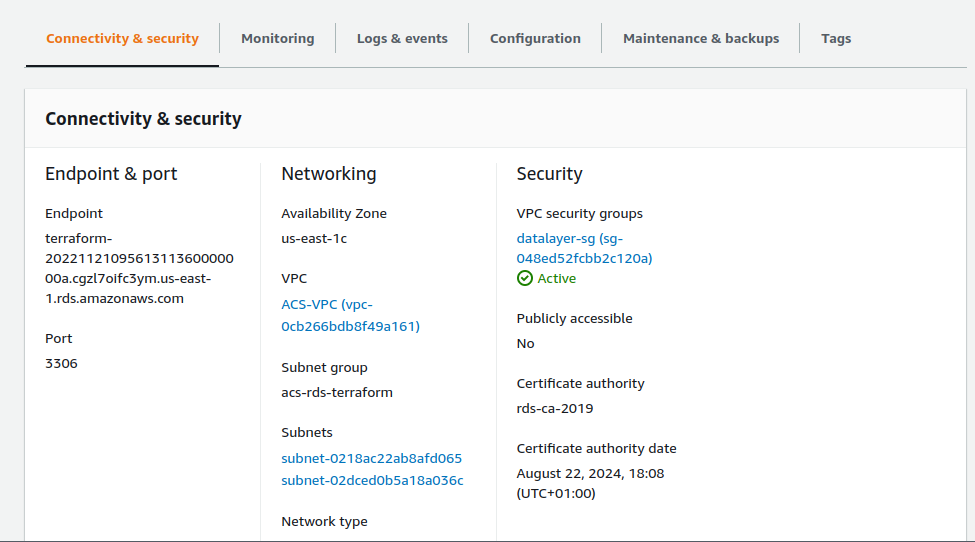 Connectivity & security
Monitoring
Logs & events
Configuration
Maintenance & backups
Tags
Connectivity & security
Endpoint & port
Endpoint
terraform-
20221121095613113600000
00a.cgzl7oifc3ym.us-east-
1.rds.amazonaws.com
Port
3306
Networking
Availability Zone
us-east-1c
VPC
ACS-VPC (vpc-
0cb266bdb8f49a161)
Subnet group
acs-rds-terraform
Subnets
subnet-0218ac22ab8afd065
subnet-02dced0b5a18a036c
Network type
Security
VPC security groups
datalayer-sg (sg-
048ed52fcbb2c120a)
Active
Publicly accessible
No
Certificate authority
rds-ca-2019
Certificate authority date
August 22, 2024, 18:08
(UTC+01:00)